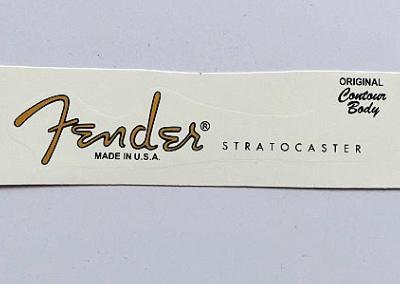 ORIGINAL
Contour
Body
Fender®
MADE IN U.S.A.
STRATOCASTER